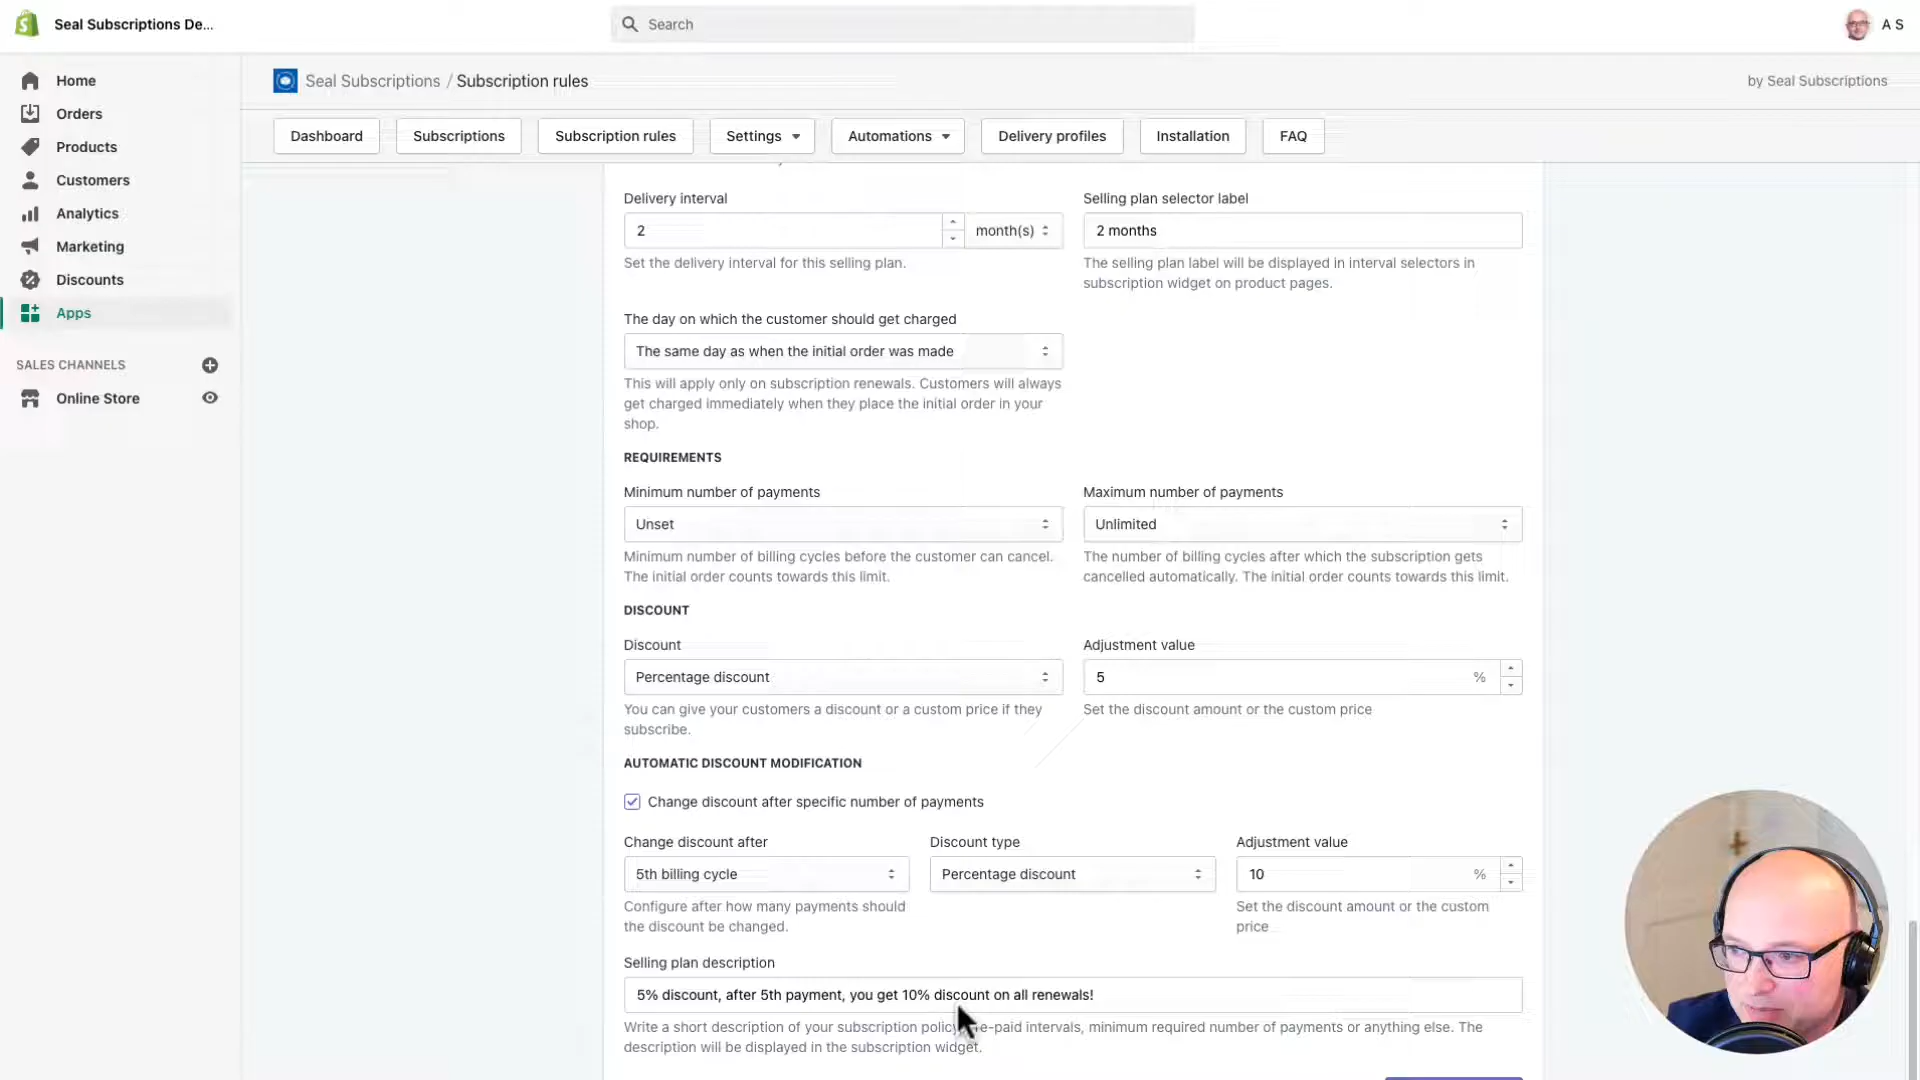 Seal Subscriptions De...
Search
A S
Home
Orders
Products
Customers
Analytics
Marketing
Discounts
Apps
SALES CHANNELS
Online Store
Seal Subscriptions / Subscription rules
by Seal Subscriptions
Dashboard
Subscriptions
Subscription rules
Settings
Automations
Delivery profiles
Installation
FAQ
Delivery interval
Selling plan selector label
2
month(s)
2 months
Set the delivery interval for this selling plan.
The selling plan label will be displayed in interval selectors in
subscription widget on product pages.
The day on which the customer should get charged
The same day as when the initial order was made
This will apply only on subscription renewals. Customers will always
get charged immediately when they place the initial order in your
shop.
REQUIREMENTS
Minimum number of payments
Maximum number of payments
Unset
Unlimited
Minimum number of billing cycles before the customer can cancel.
The initial order counts towards this limit.
The number of billing cycles after which the subscription gets
cancelled automatically. The initial order counts towards this limit.
DISCOUNT
Discount
Adjustment value
Percentage discount
5
%
You can give your customers a discount or a custom price if they
subscribe.
Set the discount amount or the custom price
AUTOMATIC DISCOUNT MODIFICATION
Change discount after specific number of payments
Change discount after
Discount type
Adjustment value
5th billing cycle
Percentage discount
10
%
Configure after how many payments should
the discount be changed.
Set the discount amount or the custom
price
Selling plan description
5% discount, after 5th payment, you get 10% discount on all renewals!
Write a short description of your subscription policy e-paid intervals, minimum required number of payments or anything else. The
description will be displayed in the subscription widget.